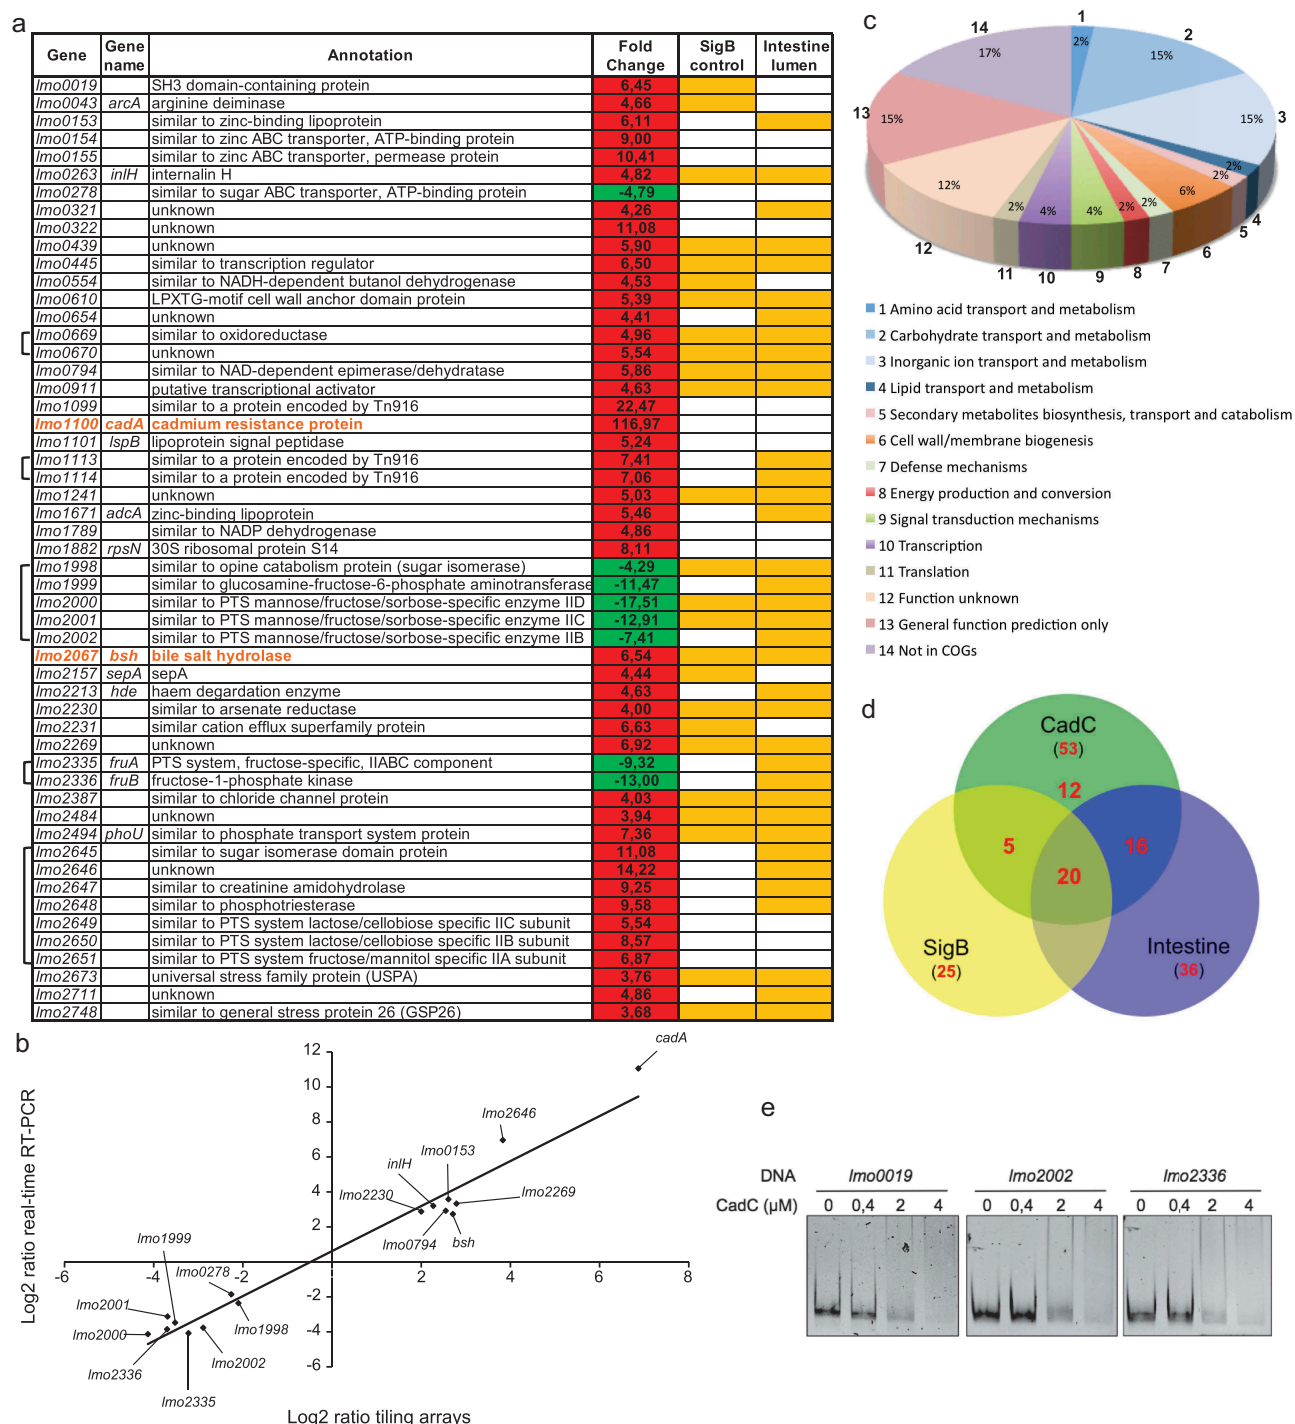 a
Gene Gene name Annotation Fold Change SigB control Intestine lumen
lmo0019 SH3 domain-containing protein 6,45
lmo0043 arcA arginine deiminase 4,66
lmo0153 similar to zinc-binding lipoprotein 6,11
lmo0154 similar to zinc ABC transporter, ATP-binding protein 9,00
lmo0155 similar to zinc ABC transporter, permease protein 10,41
lmo0263 inlH internalin H 4,82
lmo0278 similar to sugar ABC transporter, ATP-binding protein -4,79
lmo0321 unknown 4,26
lmo0322 unknown 11,08
lmo0439 unknown 5,90
lmo0445 similar to transcription regulator 6,50
lmo0554 similar to NADH-dependent butanol dehydrogenase 4,53
lmo0610 LPXTG-motif cell wall anchor domain protein 5,39
lmo0654 unknown 4,41
lmo0669 similar to oxidoreductase 4,96
lmo0670 unknown 5,54
lmo0794 similar to NAD-dependent epimerase/dehydratase 5,86
lmo0911 putative transcriptional activator 4,63
lmo1099 similar to a protein encoded by Tn916 22,47
lmo1100 cadA cadmium resistance protein 116,97
lmo1101 lspB lipoprotein signal peptidase 5,24
lmo1113 similar to a protein encoded by Tn916 7,41
lmo1114 similar to a protein encoded by Tn916 7,06
lmo1241 unknown 5,03
lmo1671 adcA zinc-binding lipoprotein 5,46
lmo1789 similar to NADP dehydrogenase 4,86
lmo1882 rpsN 30S ribosomal protein S14 8,11
lmo1998 similar to opine catabolism protein (sugar isomerase) -4,29
lmo1999 similar to glucosamine-fructose-6-phosphate aminotransferase -11,47
lmo2000 similar to PTS mannose/fructose/sorbose-specific enzyme IID -17,51
lmo2001 similar to PTS mannose/fructose/sorbose-specific enzyme IIC -12,91
lmo2002 similar to PTS mannose/fructose/sorbose-specific enzyme IIB -7,41
lmo2067 bsh bile salt hydrolase 6,54
lmo2157 sepA sepA 4,44
lmo2213 hde haem degardation enzyme 4,63
lmo2230 similar to arsenate reductase 4,00
lmo2231 similar cation efflux superfamily protein 6,63
lmo2269 unknown 6,92
lmo2335 fruA PTS system, fructose-specific, IIABC component -9,32
lmo2336 fruB fructose-1-phosphate kinase -13,00
lmo2387 similar to chloride channel protein 4,03
lmo2484 unknown 3,94
lmo2494 phoU similar to phosphate transport system protein 7,36
lmo2645 similar to sugar isomerase domain protein 11,08
lmo2646 unknown 14,22
lmo2647 similar to creatinine amidohydrolase 9,25
lmo2648 similar to phosphotriesterase 9,58
lmo2649 similar to PTS system lactose/cellobiose specific IIC subunit 5,54
lmo2650 similar to PTS system lactose/cellobiose specific IIB subunit 8,57
lmo2651 similar to PTS system fructose/mannitol specific IIA subunit 6,87
lmo2673 universal stress family protein (USPA) 3,76
lmo2711 unknown 4,86
lmo2748 similar to general stress protein 26 (GSP26) 3,68
b
Log2 ratio real-time RT-PCR
12
10
8
6
4
2
-2
-4
-6
-6 -4 -2 2 4 6 8
cadA
lmo2646
lmo0153
inlH
lmo2230
lmo2269
lmo0794
bsh
lmo1999
lmo0278
lmo2001
lmo2000
lmo1998
lmo2336
lmo2002
lmo2335
Log2 ratio tiling arrays
c
1 2 3 4 5 6 7 8 9 10 11 12 13 14
2% 15% 15% 2% 2% 6% 2% 2% 4% 4% 2% 12% 15% 17%
1 Amino acid transport and metabolism
2 Carbohydrate transport and metabolism
3 Inorganic ion transport and metabolism
4 Lipid transport and metabolism
5 Secondary metabolites biosynthesis, transport and catabolism
6 Cell wall/membrane biogenesis
7 Defense mechanisms
8 Energy production and conversion
9 Signal transduction mechanisms
10 Transcription
11 Translation
12 Function unknown
13 General function prediction only
14 Not in COGs
d
CadC
(53)
12
5 16
20
SigB Intestine
(25) (36)
e
DNA lmo0019 lmo2002 lmo2336
CadC (µM) 0 0,4 2 4 0 0,4 2 4 0 0,4 2 4